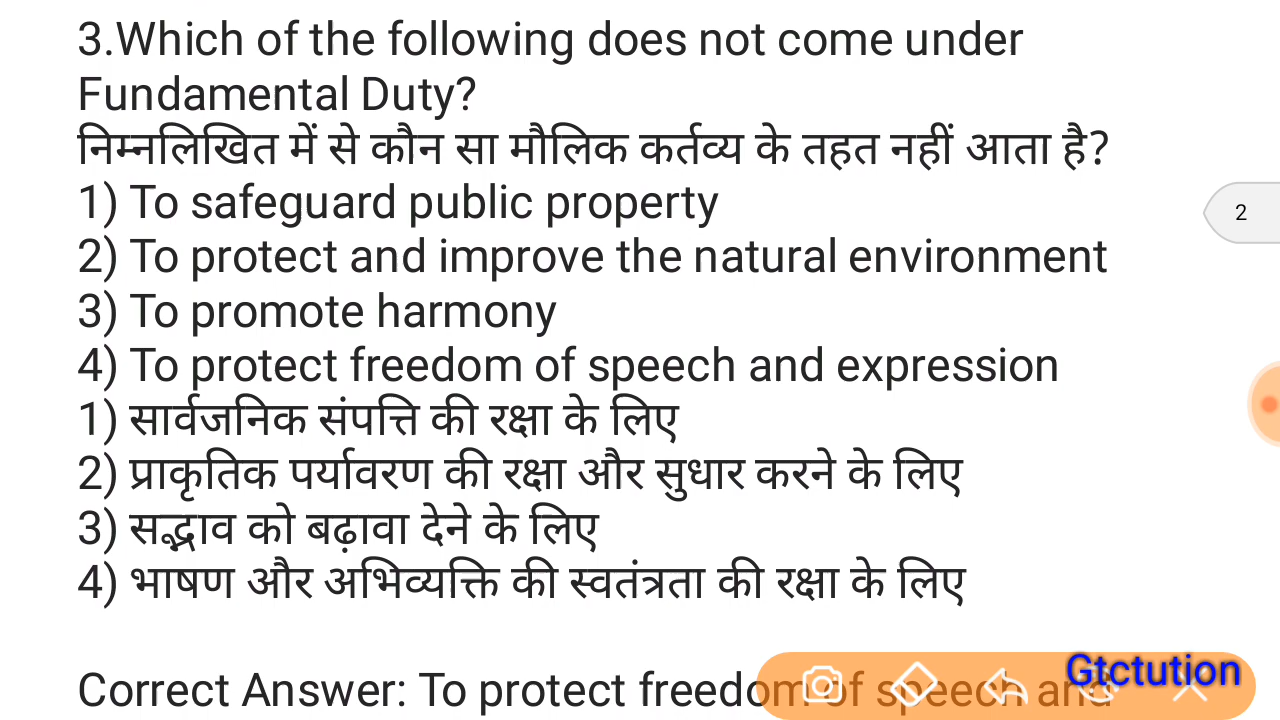 3.Which of the following does not come under
Fundamental Duty?
निम्नलिखित में से कौन सा मौलिक कर्तव्य के तहत नहीं आता है?
1) To safeguard public property
2
2) To protect and improve the natural environment
3) To promote harmony
4) To protect freedom of speech and expression
1) सार्वजनिक संपत्ति की रक्षा के लिए
2) प्राकृतिक पर्यावरण की रक्षा और सुधार करने के लिए
3) सद्भाव को बढ़ावा देने के लिए
4) भाषण और अभिव्यक्ति की स्वतंत्रता की रक्षा के लिए
Correct Answer: To protect freedom of speech and
Gtctution